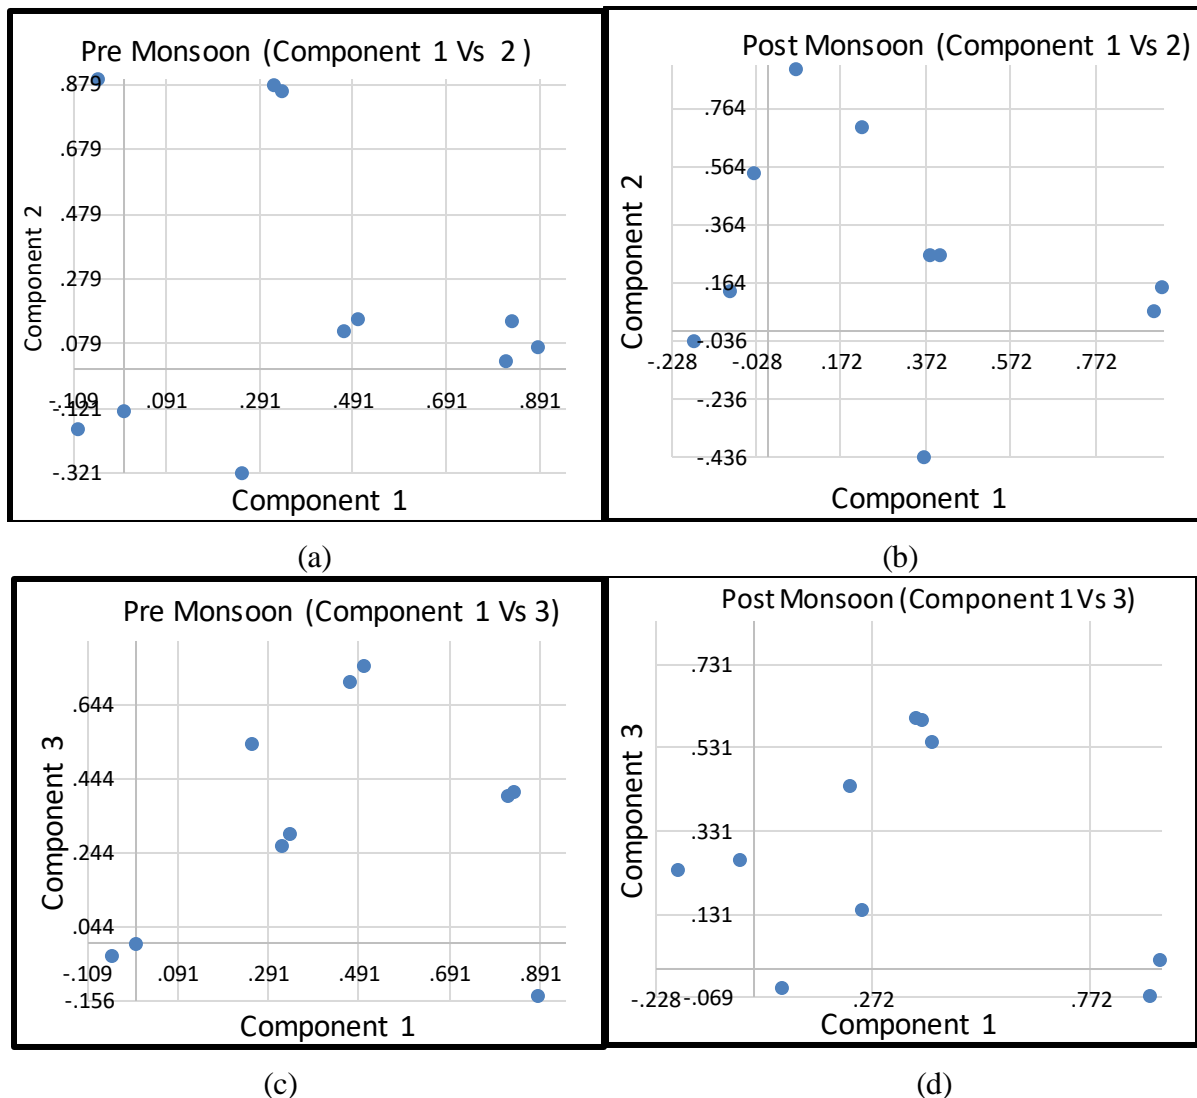 Pre Monsoon (Component 1 Vs 2 )
.879
.679
.479
.279
.079
-.121
-.321
-.109 .091 .291 .491 .691 .891
Component 2
Component 1
(a)
Post Monsoon (Component 1 Vs 2)
.764
.564
.364
.164
-.036
-.236
-.436
-.228 -.028 .172 .372 .572 .772
Component 2
Component 1
(b)
Pre Monsoon (Component 1 Vs 3)
.644
.444
.244
.044
-.156
-.109 .091 .291 .491 .691 .891
Component 3
Component 1
(c)
Post Monsoon (Component 1 Vs 3)
.731
.531
.331
.131
-.069
-.228 .272 .772
Component 3
Component 1
(d)